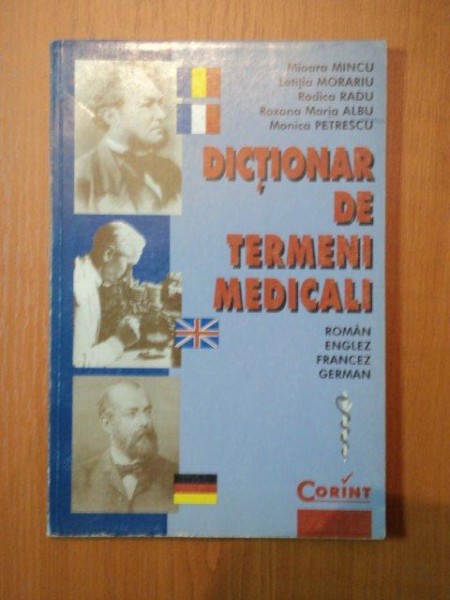 Mioara MINCU
Letiția MORARIU
Rodica RADU
Roxana Maria ALBU
Monica PETRESCU
DICȚIONAR
DE
TERMENI
MEDICALI
ROMÂN
ENGLEZ
FRANCEZ
GERMAN
CORINT